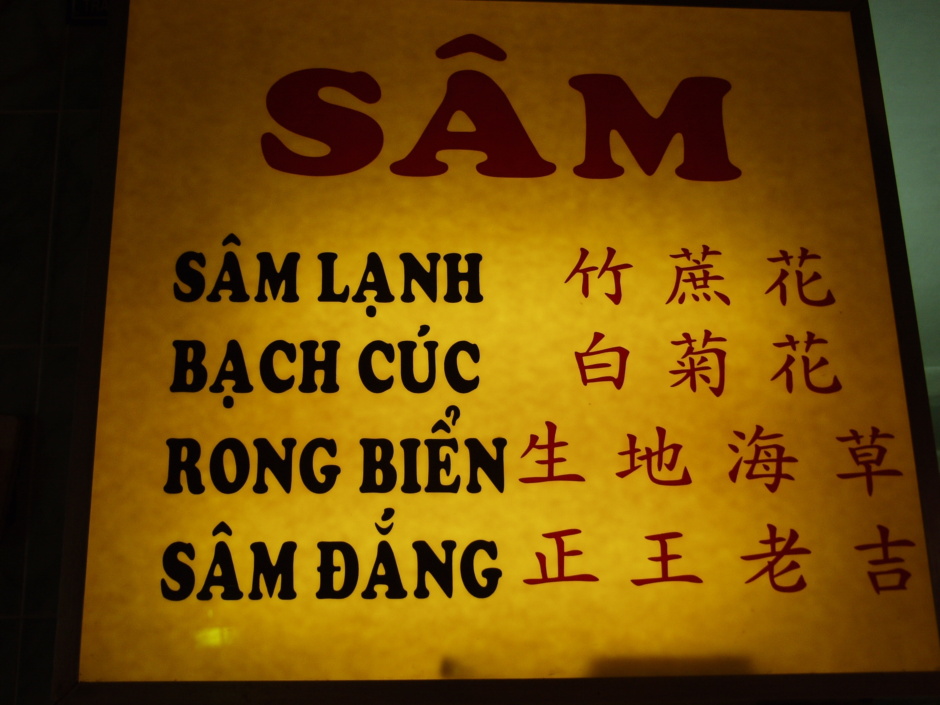 SÂM
SÂM LẠNH 竹蔗花
BẠCH CÚC 白菊花
RONG BIỂN 生地海草
SÂM ĐẮNG 正王老吉